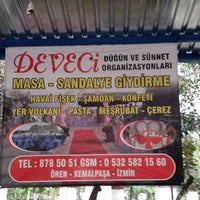 DEVECİ DÜĞÜN VE SÜNNET
ORGANİZASYONLARI
MASA - SANDALYE GİYDİRME
HAVAİ FİŞEK - ŞAMDAN - KONFETİ
YER VOLKANI - PASTA - MEŞRUBAT - ÇEREZ
TEL : 878 50 51 GSM : 0 532 582 15 60
ÖREN - KEMALPAŞA - İZMİR